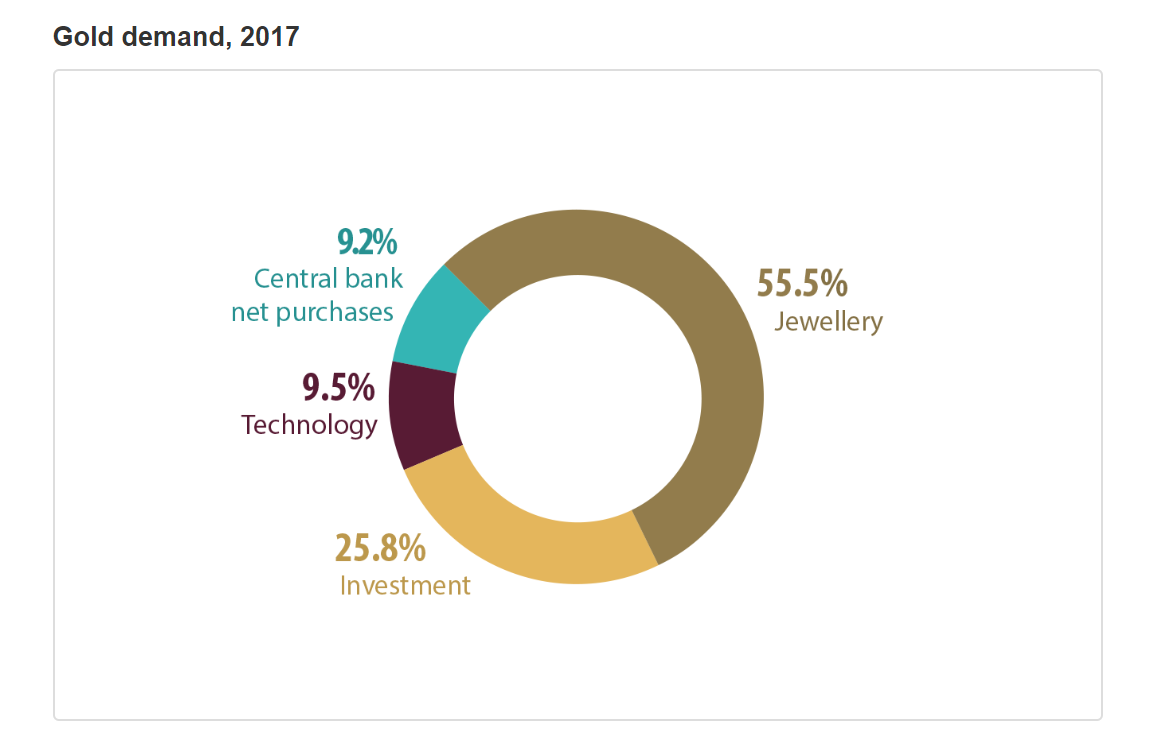 Gold demand, 2017
9.2%
Central bank
net purchases
55.5%
Jewellery
9.5%
Technology
25.8%
Investment